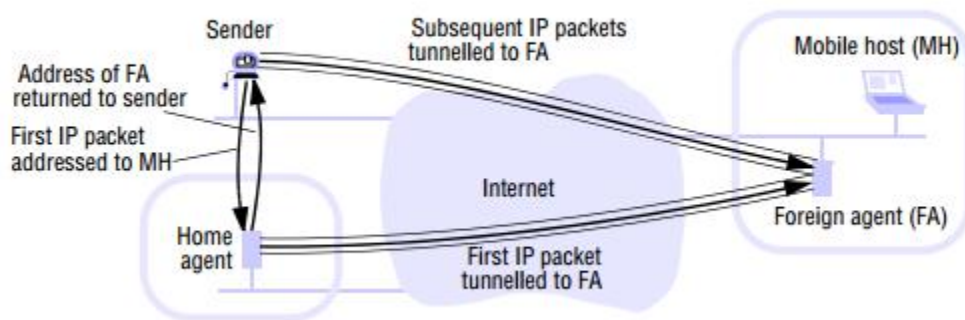 Sender
Subsequent IP packets
tunnelled to FA
Mobile host (MH)
Address of FA
returned to sender
First IP packet
addressed to MH
Internet
Foreign agent (FA)
Home
agent
First IP packet
tunnelled to FA